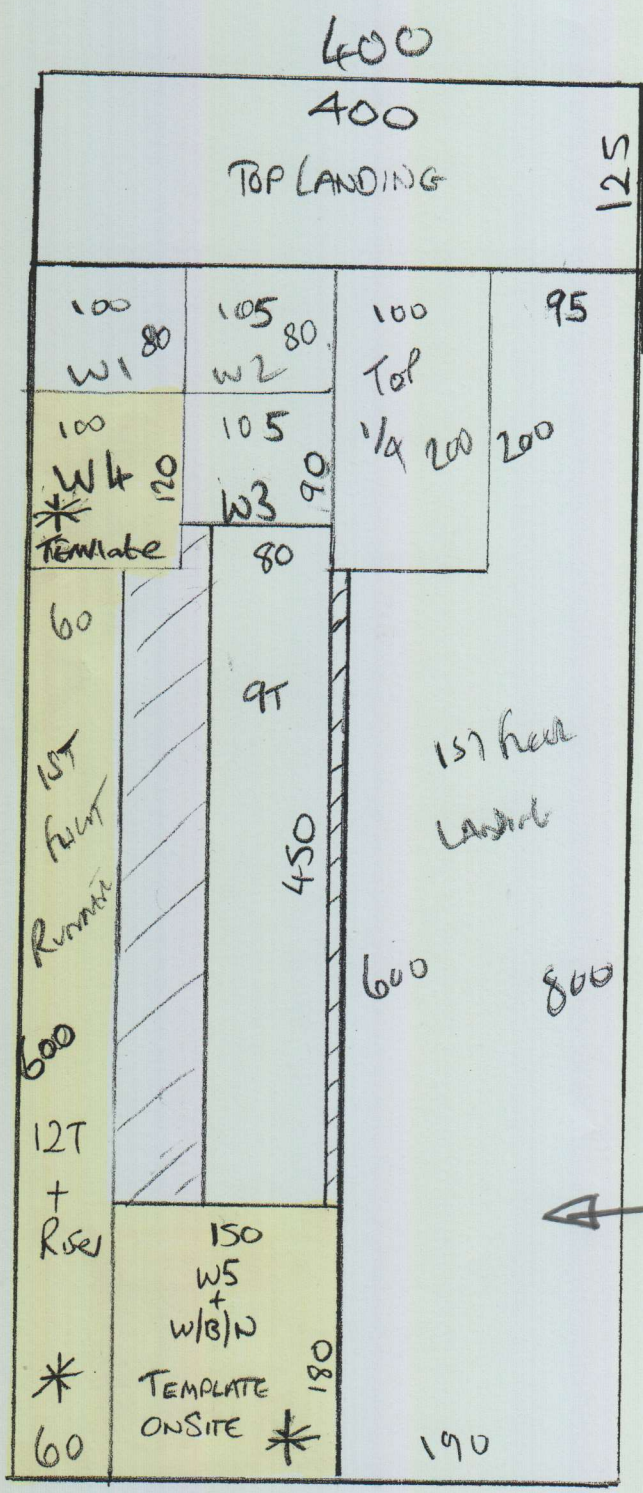 400
400
TOP LANDING
125
100
80
W1
105
80
W2
100
Top
1/4 200
95
200
100
W4
120
*
Template
105
W3
90
80
9T
450
60
1ST
Runner
600
12T
+
Riser
*
60
150
W5
+
W/B/N
TEMPLATE
ONSITE *
180
1ST Floor
LANDING
600
800
190